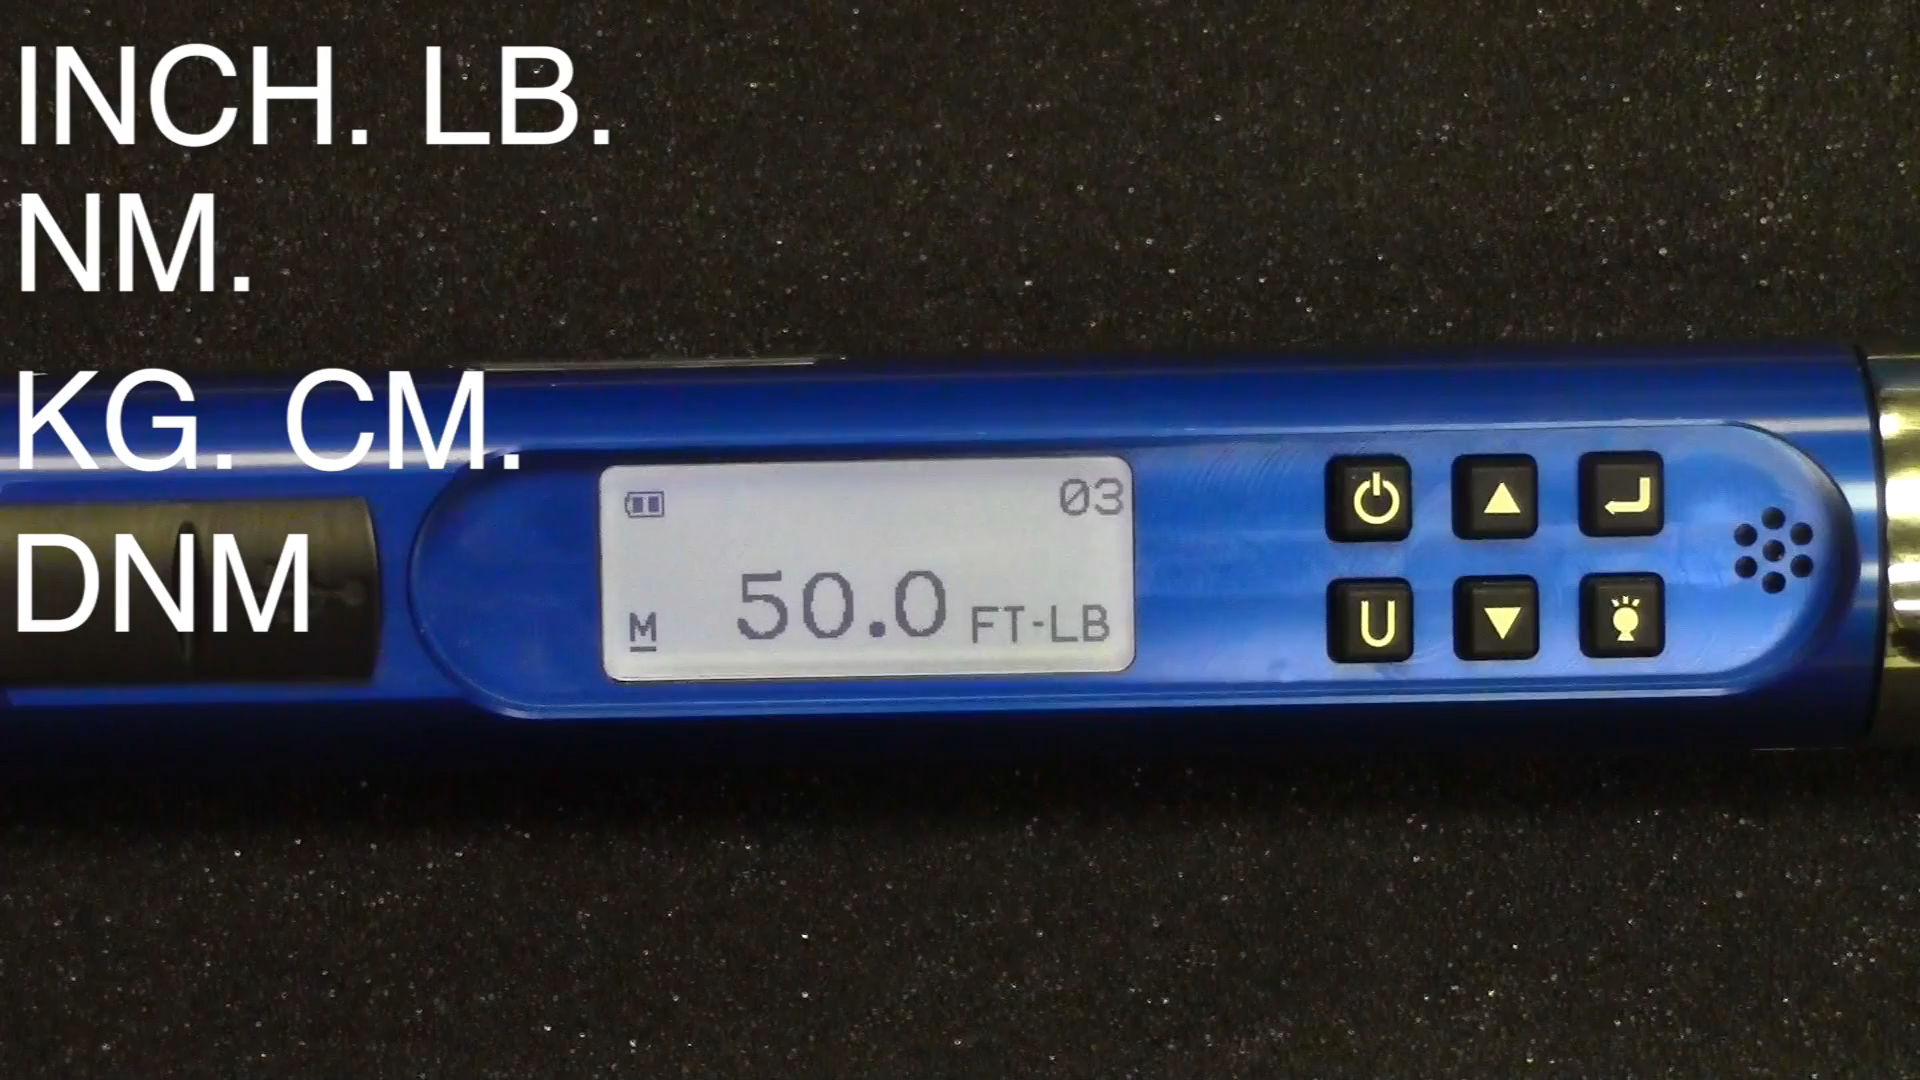 INCH. LB.
NM.
KG. CM.
DNM
03
M 50.0 FT-LB
U